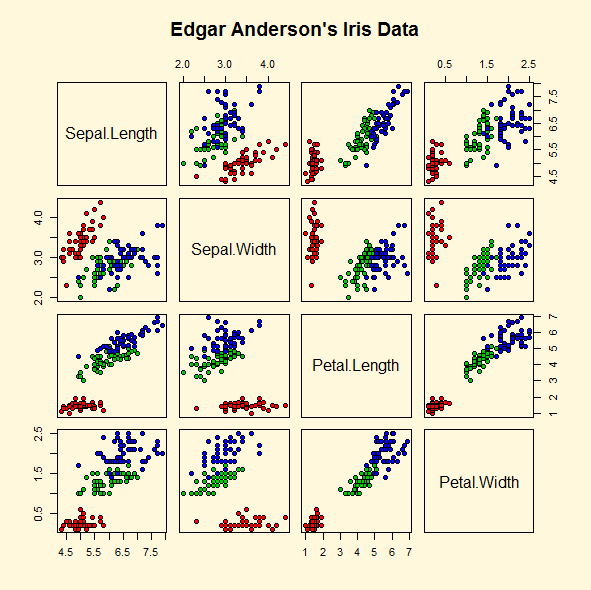 Edgar Anderson's Iris Data
2.0 3.0 4.0
0.5 1.5 2.5
Sepal.Length
4.5 5.5 6.5 7.5
2.0 3.0 4.0
Sepal.Width
Petal.Length
1 2 3 4 5 6 7
0.5 1.5 2.5
Petal.Width
4.5 5.5 6.5 7.5
1 2 3 4 5 6 7